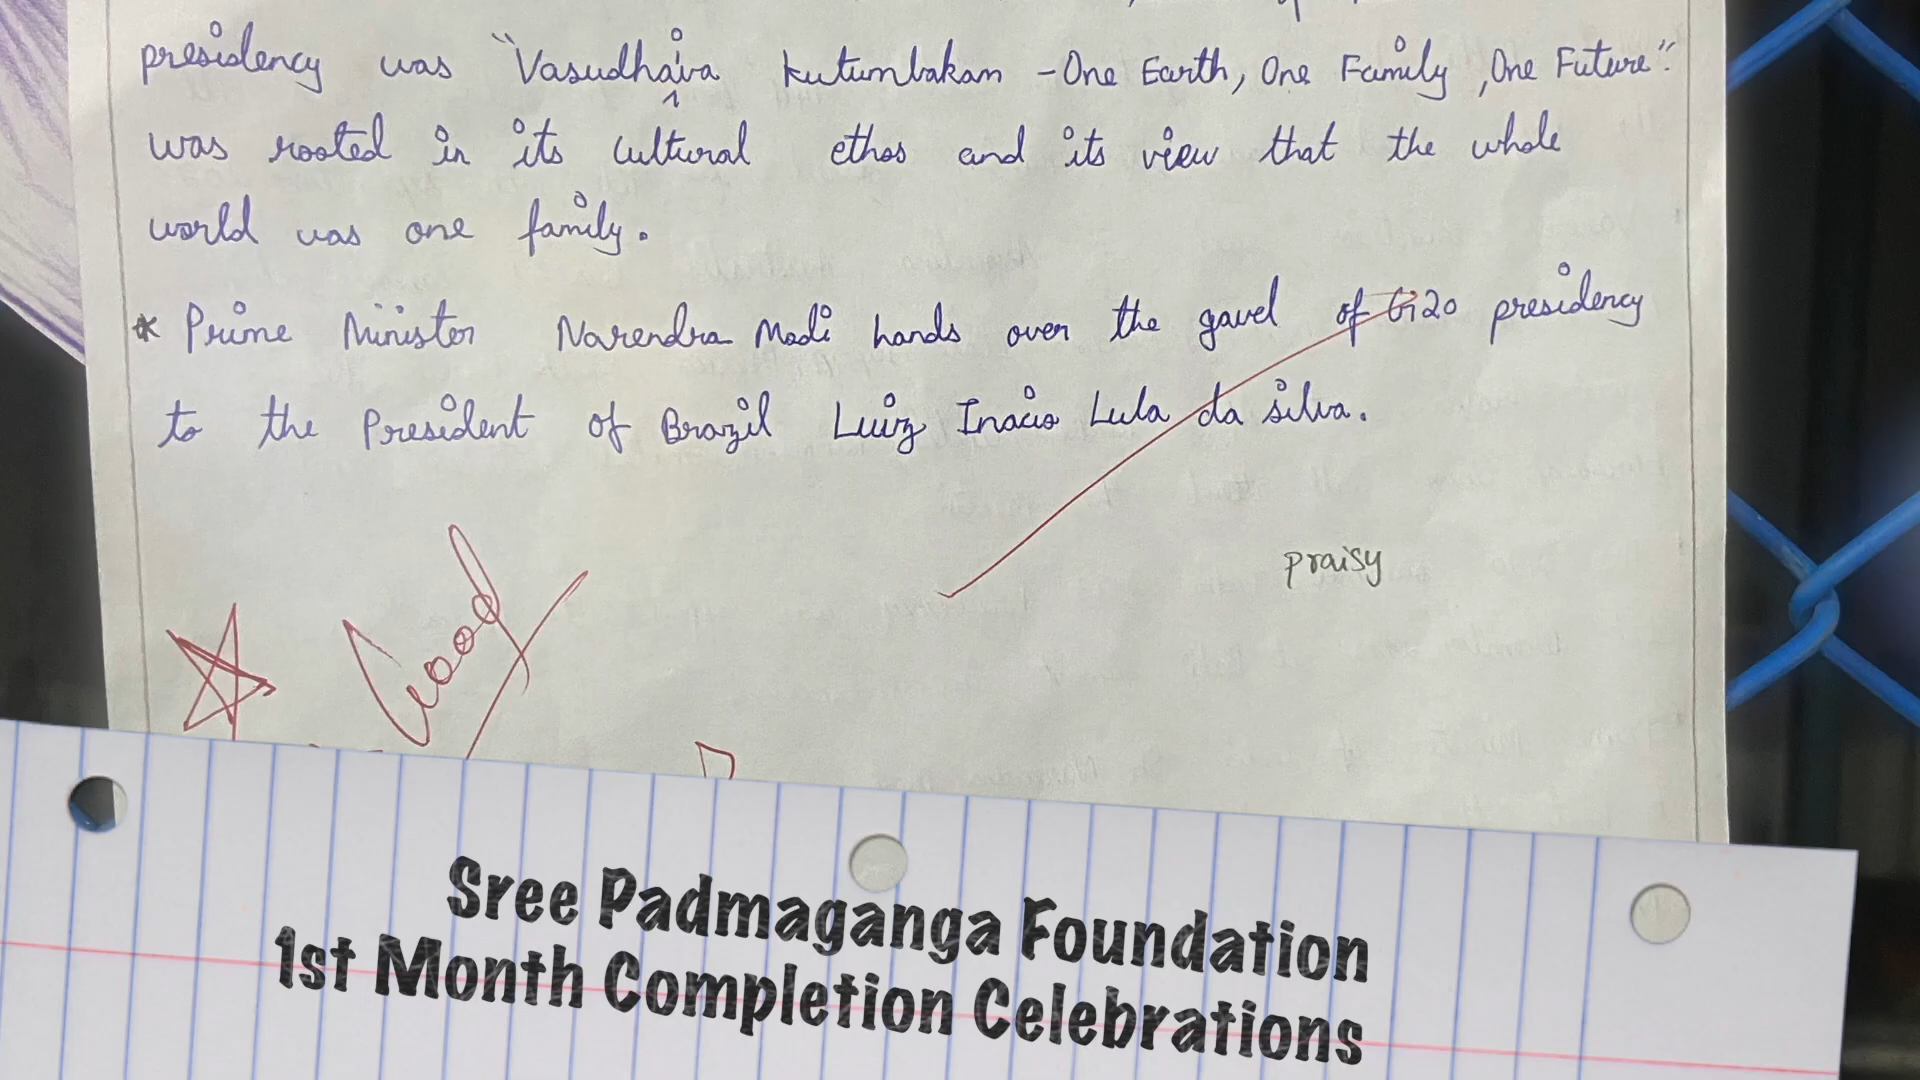 presidency was "Vasudhaiva kutumbakam - One Earth, One Family, One Future".
was rooted in its cultural ethos and its view that the whole
world was one family.
* Prime Minister Narendra Modi hands over the gavel of G20 presidency
to the President of Brazil Luiz Inacio Lula da silva.
praisy
Good
Sree Padmaganga Foundation
1st Month Completion Celebrations